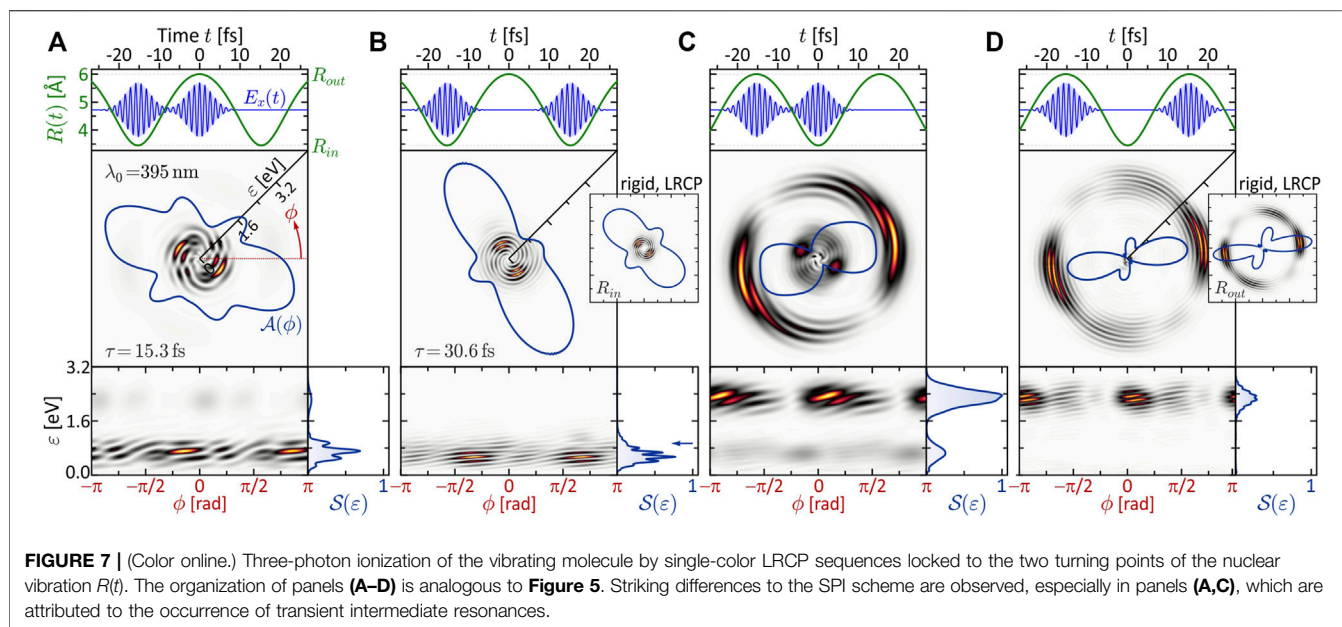 A
Time t [fs]
-20 -10 0 10 20
B
t [fs]
-20 -10 0 10 20
C
t [fs]
-20 -10 0 10 20
D
t [fs]
-20 -10 0 10 20
R(t) [Å]
6
5
4
E_x(t)
R_out
R_in
λ₀ = 395 nm
ε [eV]
3.2
1.6
0
ϕ
A(ϕ)
τ = 15.3 fs
τ = 30.6 fs
rigid, LRCP
R_in
rigid, LRCP
R_out
ε [eV]
3.2
1.6
0.0
−π −π/2 0 π/2 π
ϕ [rad]
1
S(ε)
−π −π/2 0 π/2 π
ϕ [rad]
1
S(ε)
−π −π/2 0 π/2 π
ϕ [rad]
1
S(ε)
−π −π/2 0 π/2 π
ϕ [rad]
1
S(ε)
FIGURE 7 | (Color online.) Three-photon ionization of the vibrating molecule by single-color LRCP sequences locked to the two turning points of the nuclear
vibration R(t). The organization of panels (A–D) is analogous to Figure 5. Striking differences to the SPI scheme are observed, especially in panels (A,C), which are
attributed to the occurrence of transient intermediate resonances.